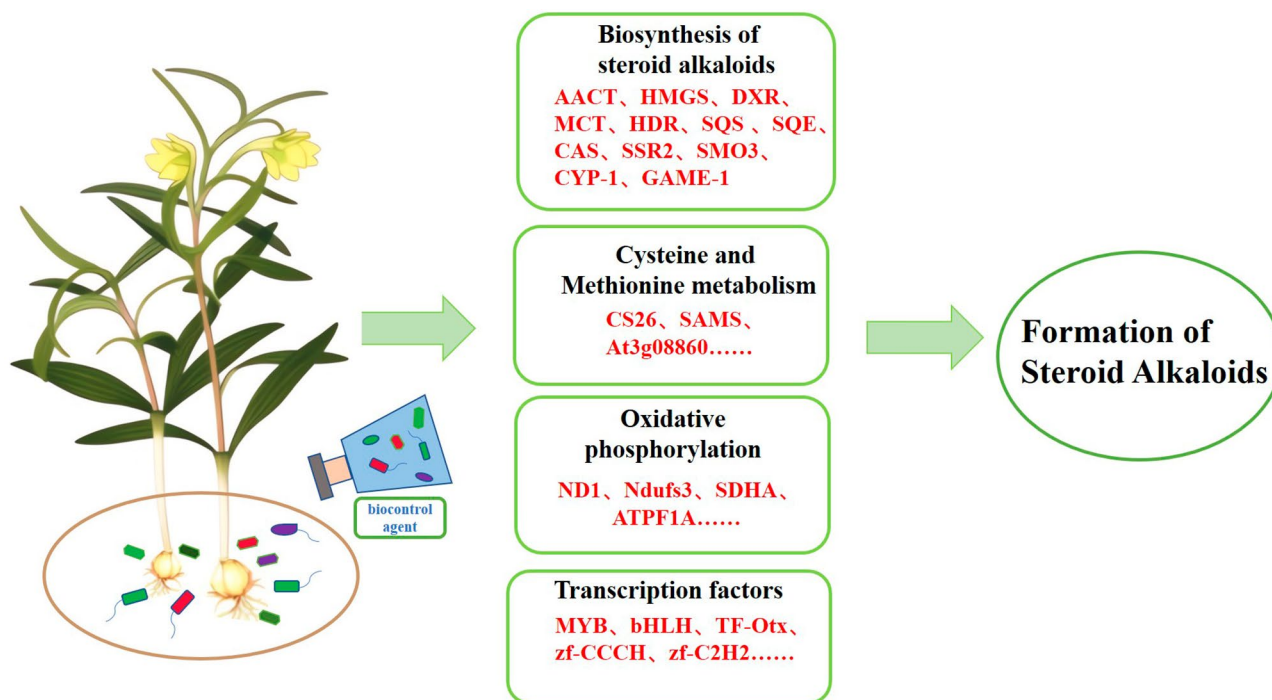 Biosynthesis of
steroid alkaloids
AACT、HMGS、DXR、
MCT、HDR、SQS 、SQE、
CAS、SSR2、SMO3、
CYP-1、GAME-1
Cysteine and
Methionine metabolism
CS26、SAMS、
At3g08860......
Oxidative
phosphorylation
ND1、Ndufs3、SDHA、
ATPF1A......
Transcription factors
MYB、bHLH、TF-Otx、
zf-CCCH、zf-C2H2......
biocontrol
agent
Formation of
Steroid Alkaloids